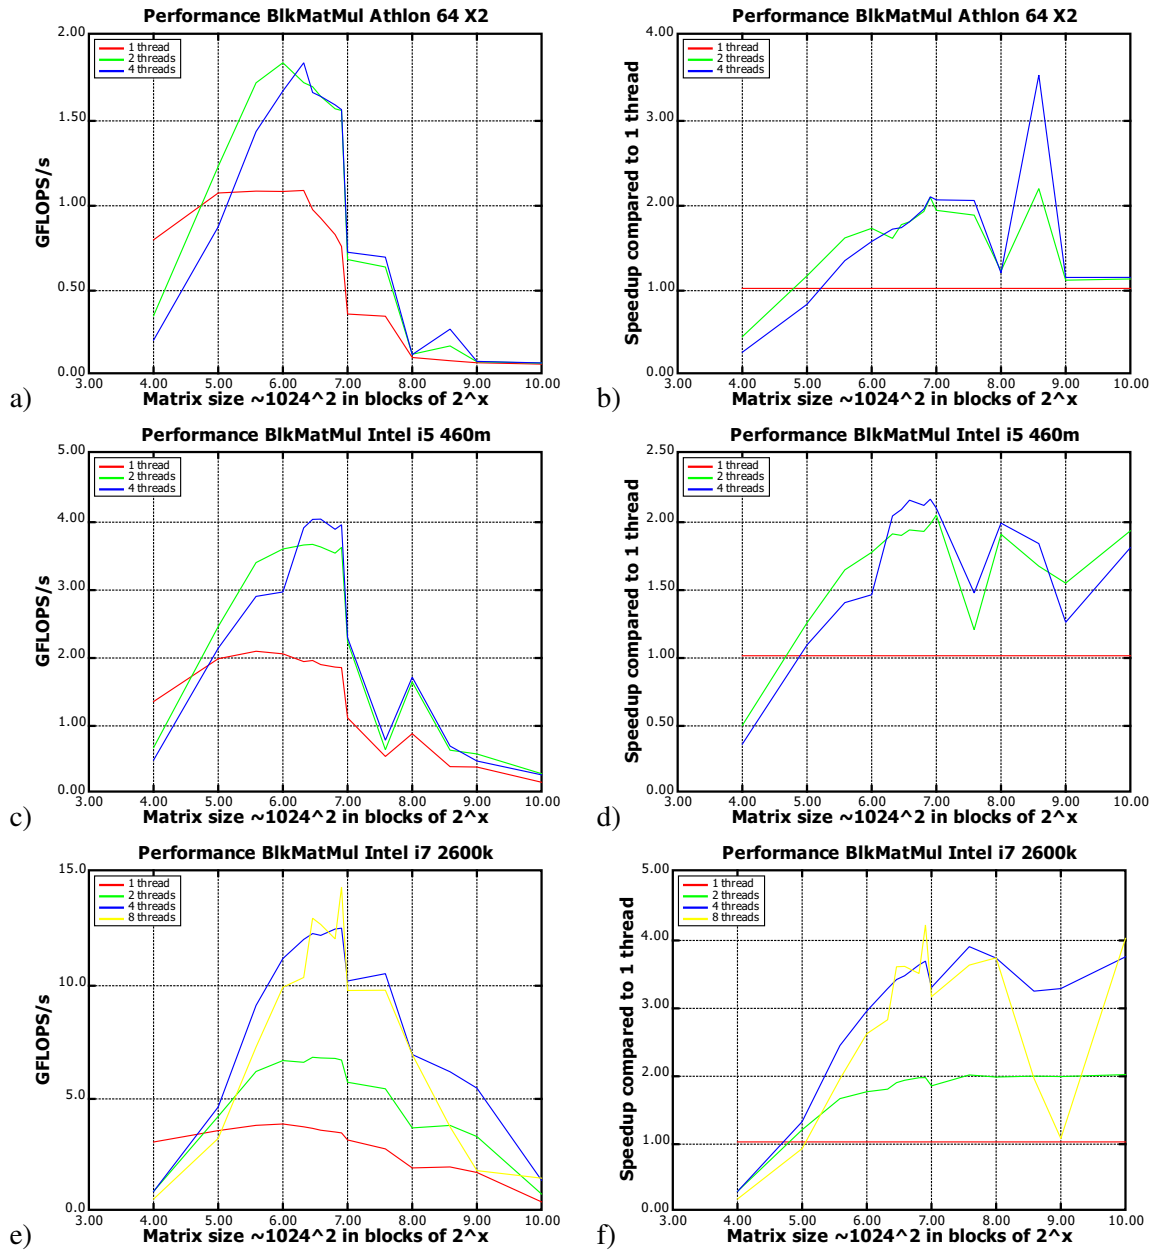 Performance BlkMatMul Athlon 64 X2
2.00
1.50
1.00
0.50
0.00
GFLOPS/s
1 thread
2 threads
4 threads
3.00 4.00 5.00 6.00 7.00 8.00 9.00 10.00
Matrix size ~1024^2 in blocks of 2^x
a)
Performance BlkMatMul Athlon 64 X2
4.00
3.00
2.00
1.00
0.00
Speedup compared to 1 thread
1 thread
2 threads
4 threads
3.00 4.00 5.00 6.00 7.00 8.00 9.00 10.00
Matrix size ~1024^2 in blocks of 2^x
b)
Performance BlkMatMul Intel i5 460m
5.00
4.00
3.00
2.00
1.00
0.00
GFLOPS/s
1 thread
2 threads
4 threads
3.00 4.00 5.00 6.00 7.00 8.00 9.00 10.00
Matrix size ~1024^2 in blocks of 2^x
c)
Performance BlkMatMul Intel i5 460m
2.50
2.00
1.50
1.00
0.50
0.00
Speedup compared to 1 thread
1 thread
2 threads
4 threads
3.00 4.00 5.00 6.00 7.00 8.00 9.00 10.00
Matrix size ~1024^2 in blocks of 2^x
d)
Performance BlkMatMul Intel i7 2600k
15.0
10.0
5.0
0.0
GFLOPS/s
1 thread
2 threads
4 threads
8 threads
3.00 4.00 5.00 6.00 7.00 8.00 9.00 10.00
Matrix size ~1024^2 in blocks of 2^x
e)
Performance BlkMatMul Intel i7 2600k
5.00
4.00
3.00
2.00
1.00
0.00
Speedup compared to 1 thread
1 thread
2 threads
4 threads
8 threads
3.00 4.00 5.00 6.00 7.00 8.00 9.00 10.00
Matrix size ~1024^2 in blocks of 2^x
f)